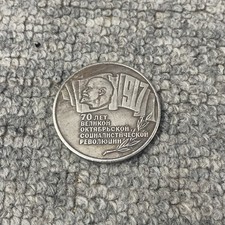 1917
70 ЛЕТ
ВЕЛИКОЙ
ОКТЯБРЬСКОЙ
СОЦИАЛИСТИЧЕСКОЙ
РЕВОЛЮЦИИ